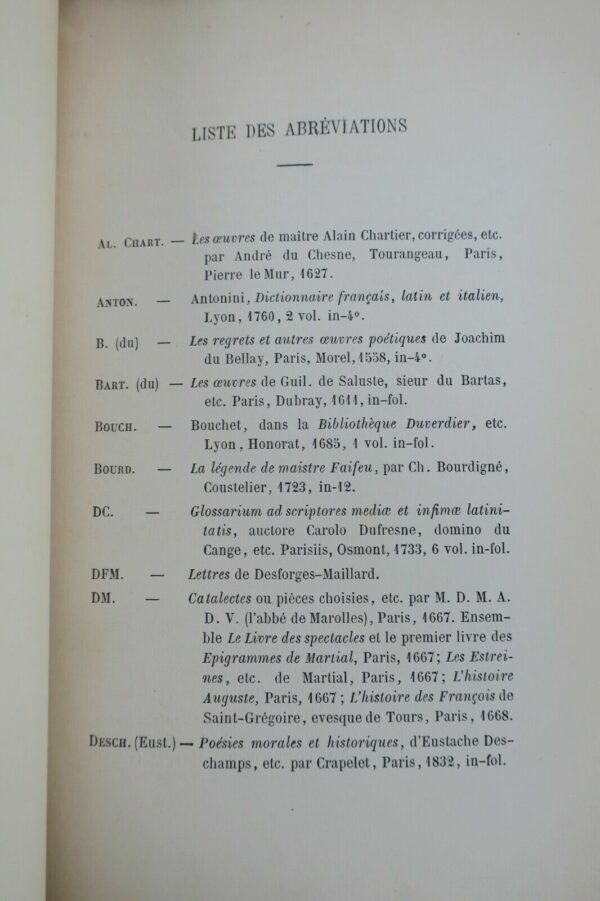 LISTE DES ABRÉVIATIONS
AL. CHART. — Les œuvres de maitre Alain Chartier, corrigées, etc.
par André du Chesne, Tourangeau, Paris,
Pierre le Mur, 1627.
ANTON. — Antonini, Dictionnaire français, latin et italien,
Lyon, 1760, 2 vol. in-4o.
B. (du) — Les regrets et autres œuvres poétiques de Joachim
du Bellay, Paris, Morel, 1558, in-4o.
BART. (du) — Les œuvres de Guil. de Saluste, sieur du Bartas,
etc. Paris, Dubray, 1611, in-fol.
BOUCH. — Bouchet, dans la Bibliothèque Duverdier, etc.
Lyon, Honorat, 1685, 1 vol. in-fol.
BOURD. — La légende de maistre Faifeu, par Ch. Bourdigné,
Coustelier, 1723, in-12.
DC. — Glossarium ad scriptores mediæ et infimæ latini-
tatis, auctore Carolo Dufresne, domino du
Cange, etc. Parisiis, Osmont, 1733, 6 vol. in-fol.
DFM. — Lettres de Desforges-Maillard.
DM. — Catalectes ou pièces choisies, etc. par M. D. M. A.
D. V. (l'abbé de Marolles), Paris, 1667. Ensem-
ble Le Livre des spectacles et le premier livre des
Epigrammes de Martial, Paris, 1667; Les Estrei-
nes, etc. de Martial, Paris, 1667; L'histoire
Auguste, Paris, 1667; L'histoire des François de
Saint-Grégoire, evesque de Tours, Paris, 1668.
DESCH. (Eust.) — Poésies morales et historiques, d'Eustache Des-
champs, etc. par Crapelet, Paris, 1832, in-fol.